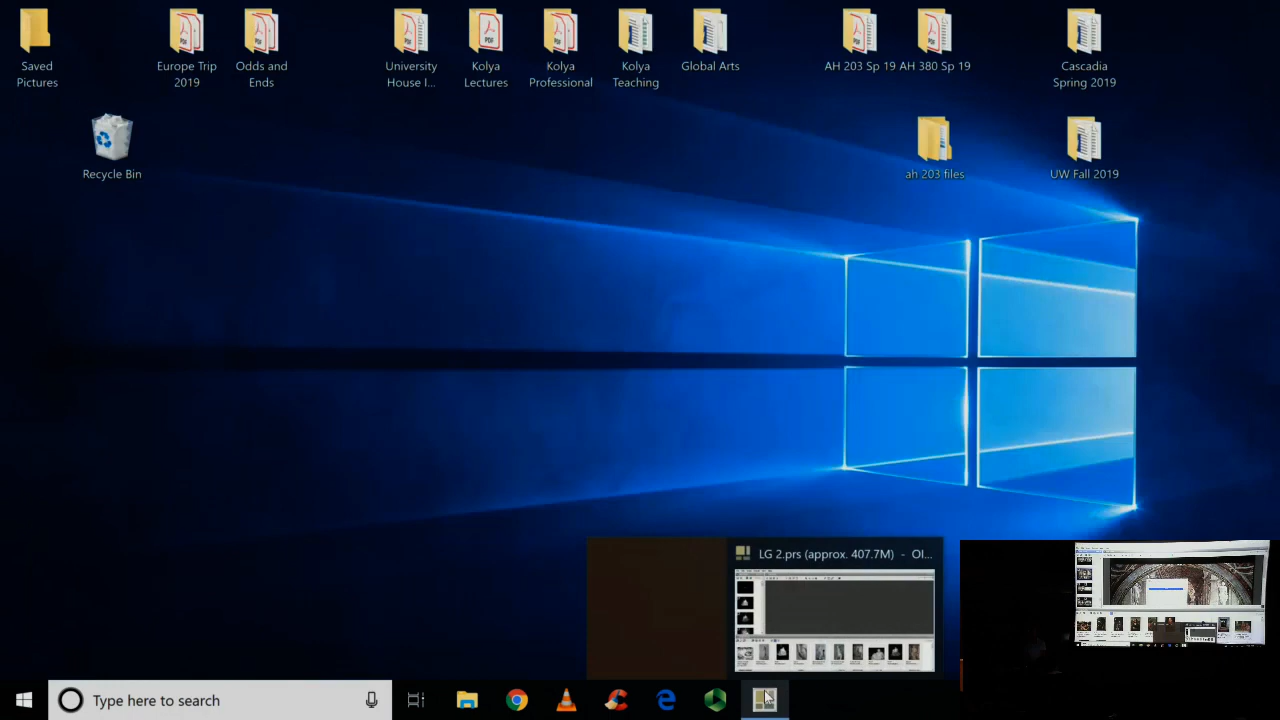 Saved
Pictures
Europe Trip
2019
Odds and
Ends
University
House I...
Kolya
Lectures
Kolya
Professional
Kolya
Teaching
Global Arts
AH 203 Sp 19
AH 380 Sp 19
Cascadia
Spring 2019
Recycle Bin
ah 203 files
UW Fall 2019
LG 2.prs (approx. 407.7M) - OI...
Type here to search